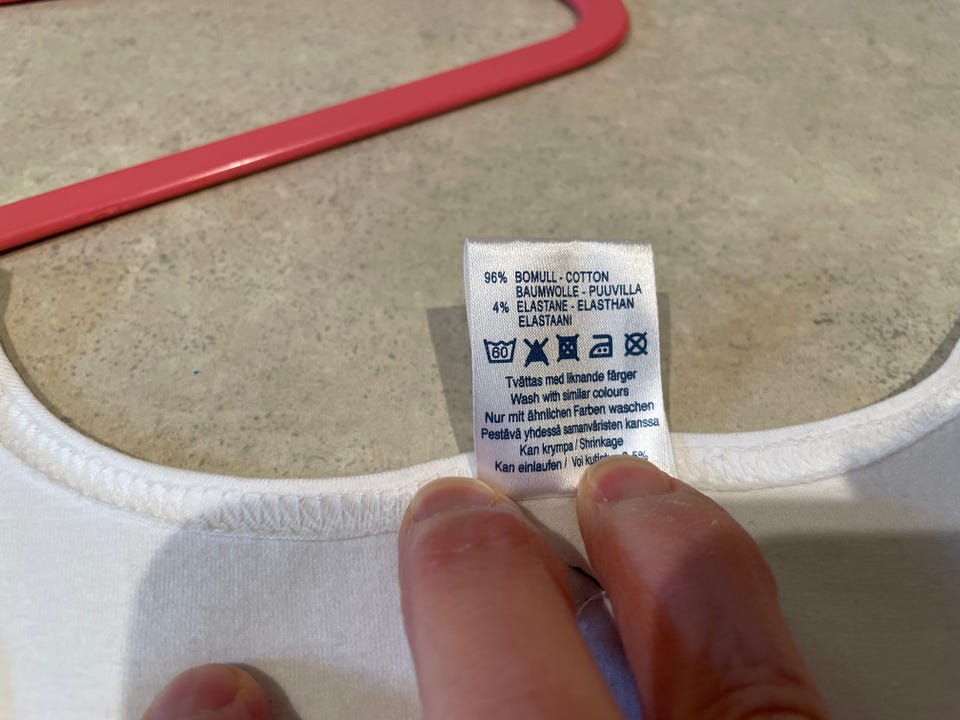 96% BOMULL - COTTON
BAUMWOLLE - PUUVILLA
4% ELASTANE - ELASTHAN
ELASTAANI
60
Tvättas med liknande färger
Wash with similar colours
Nur mit ähnlichen Farben waschen
Pestävä yhdessä samanväristen kanssa
Kan krympa / Shrinkage
Kan einlaufen / Voi